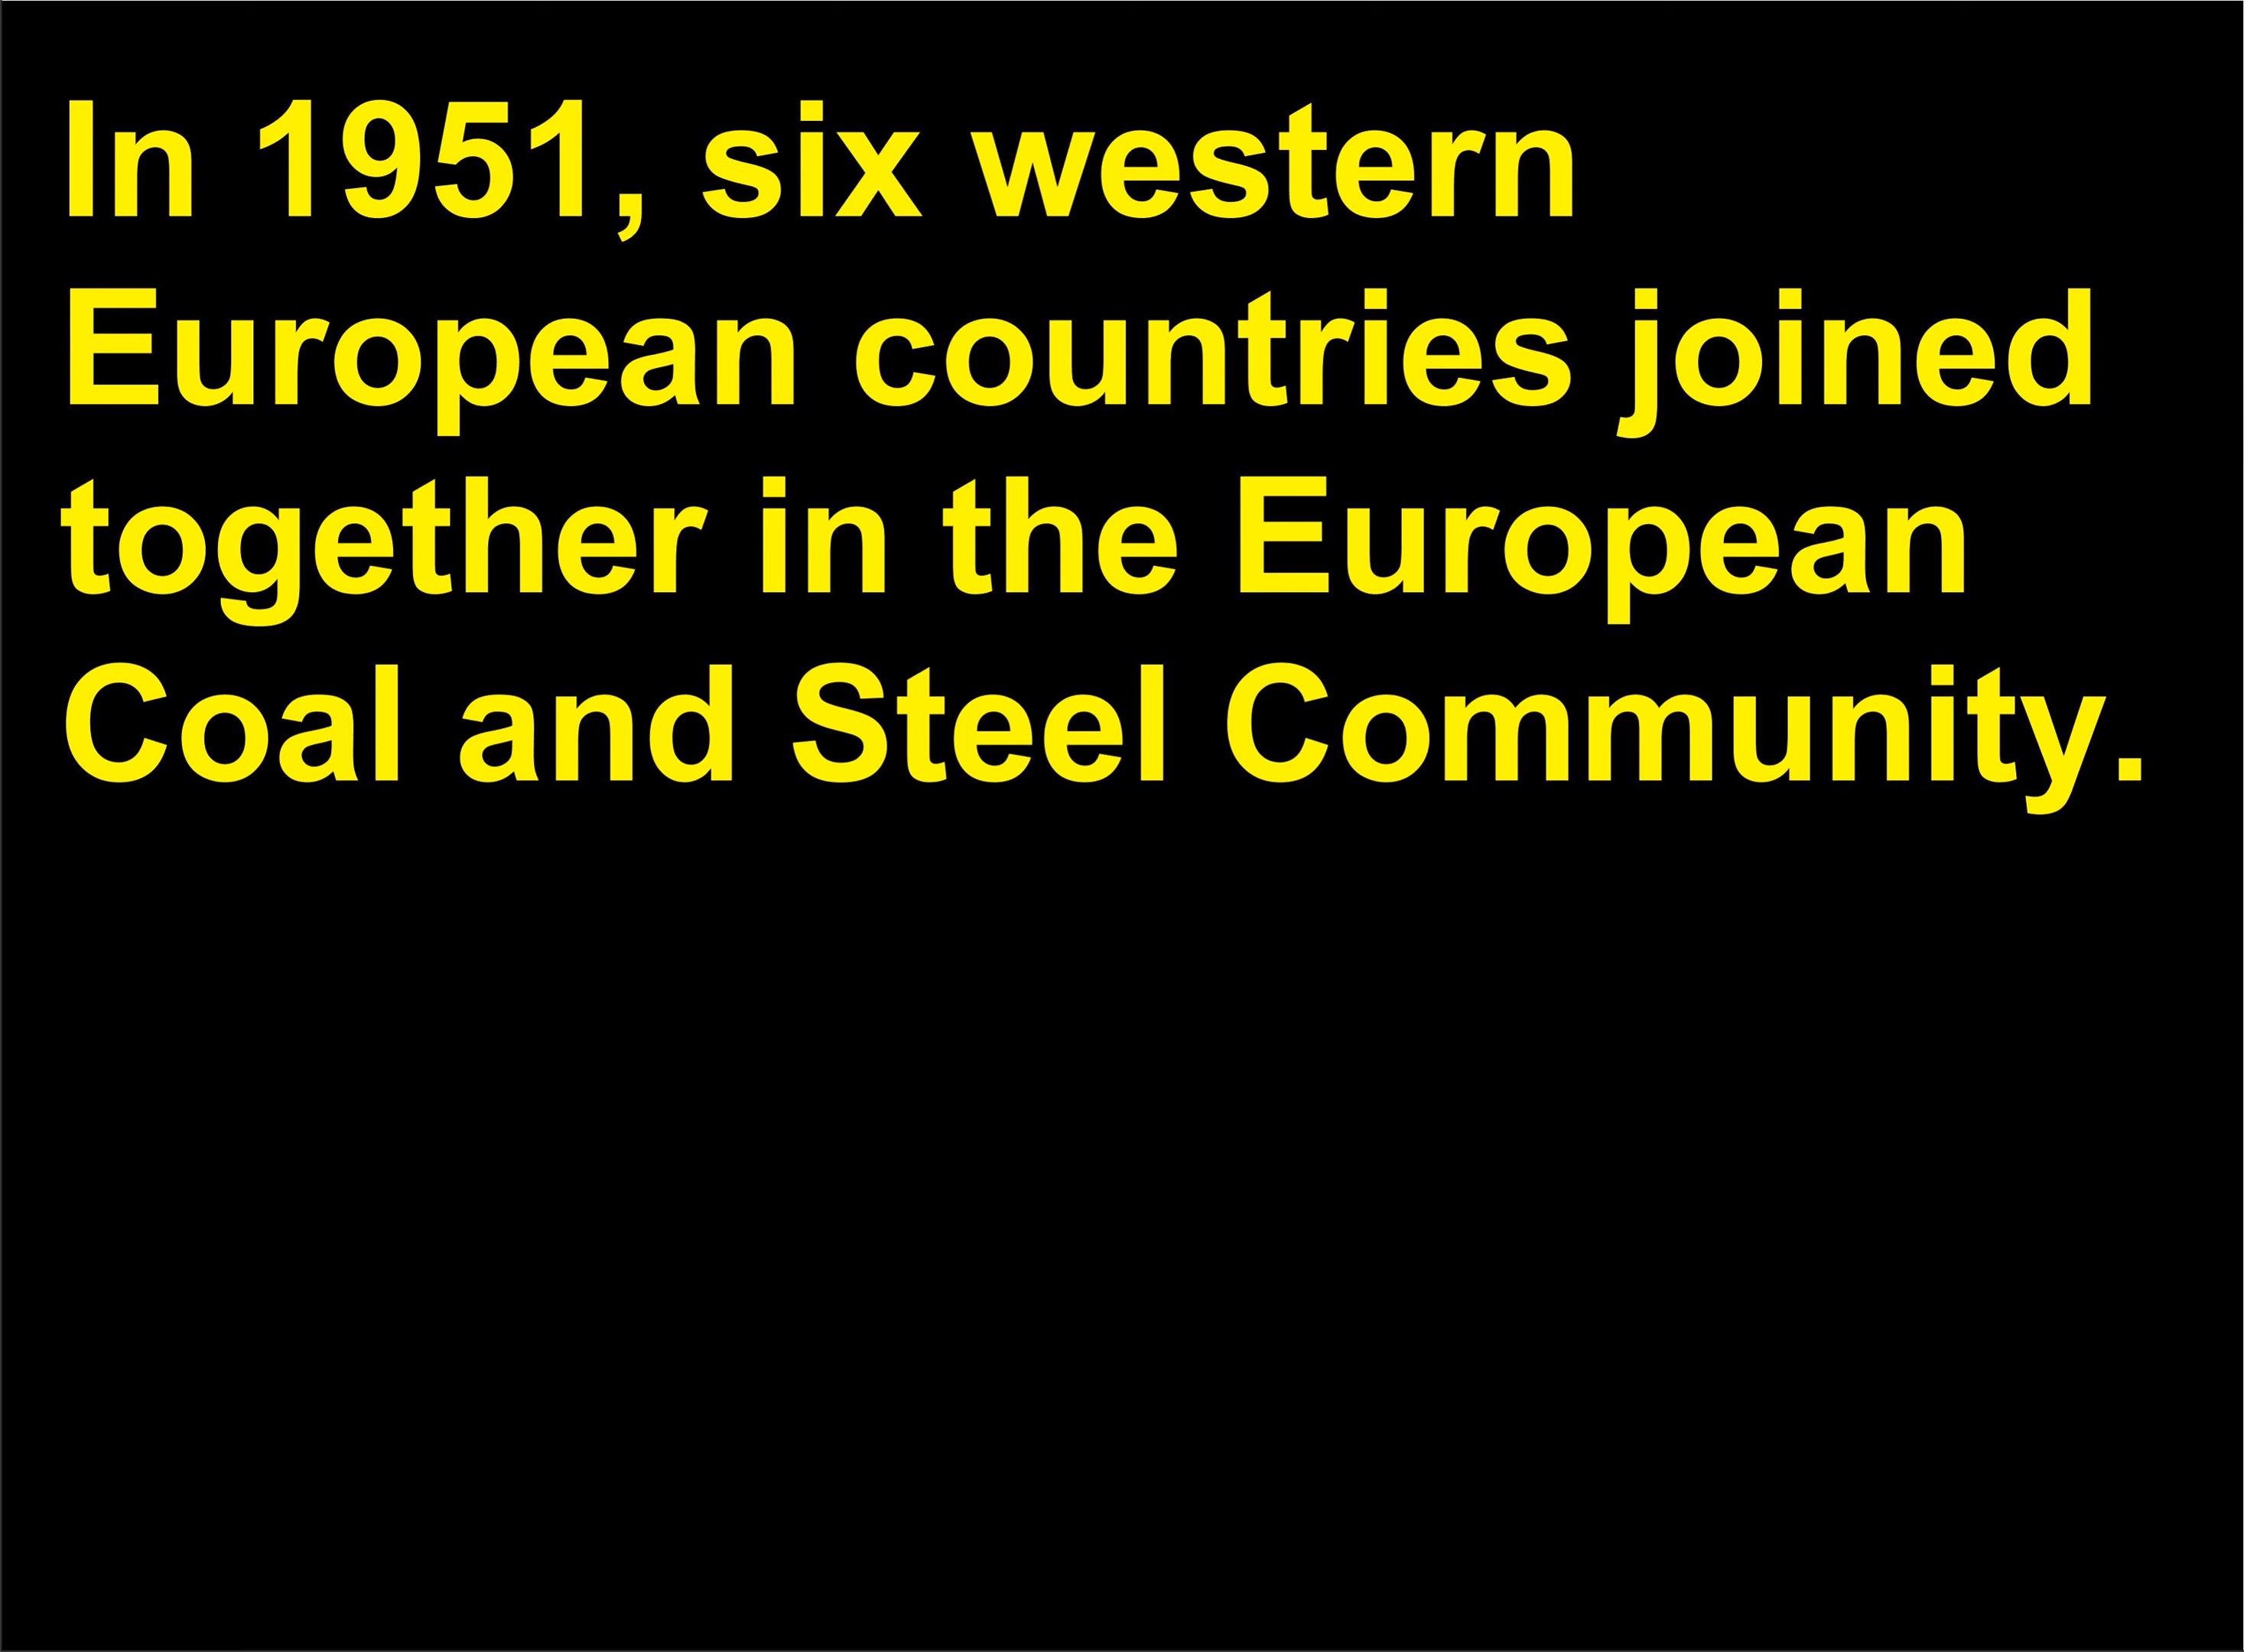 In 1951, six western
European countries joined
together in the European
Coal and Steel Community.